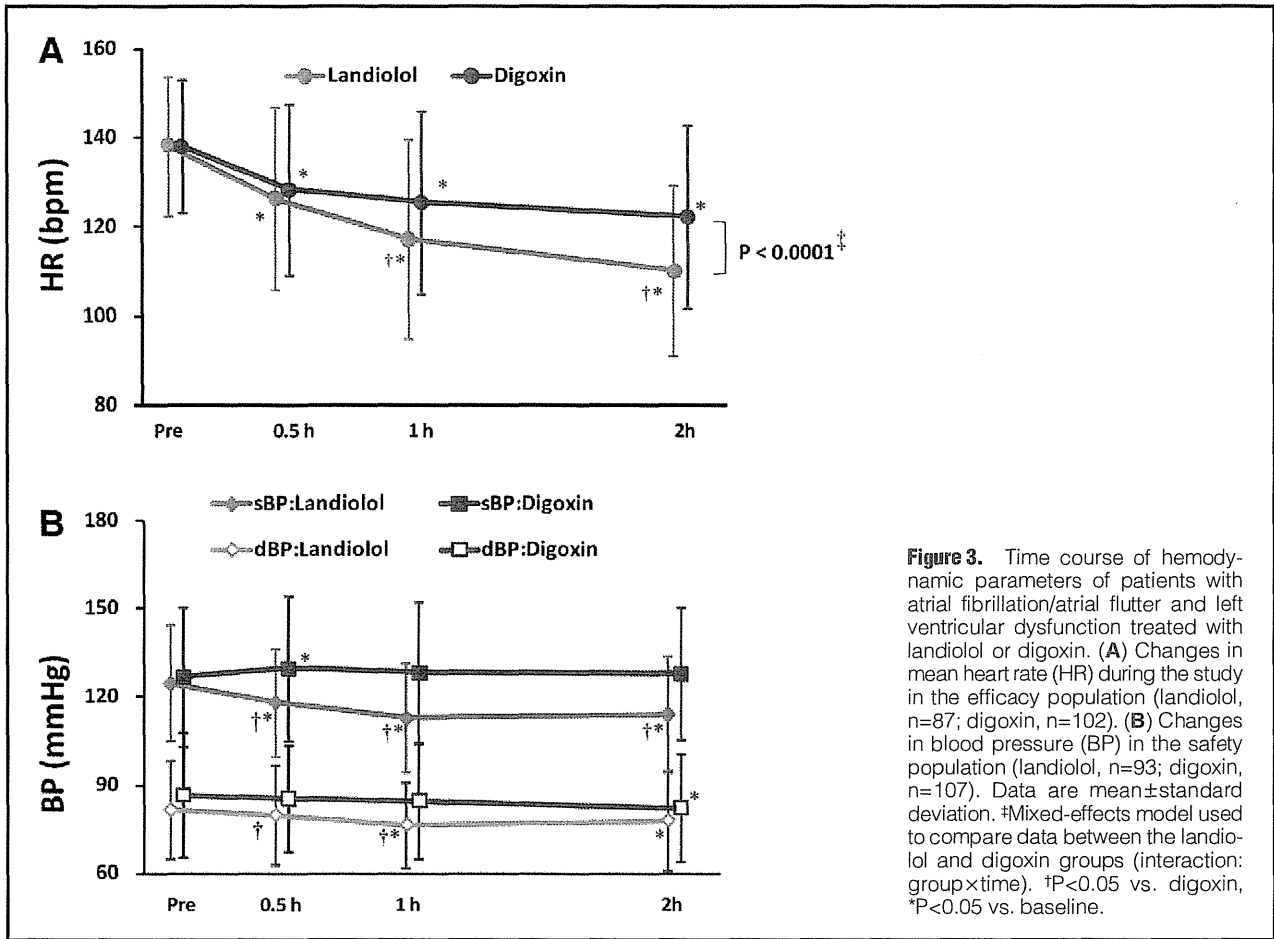 A
160
Landiolol Digoxin
140
*
*
*
*
120
†*
P < 0.0001‡
†*
100
80
HR (bpm)
Pre 0.5 h 1 h 2h
B
sBP:Landiolol sBP:Digoxin
dBP:Landiolol dBP:Digoxin
180
150
*
120
†* †* †*
90
*
† †* *
60
BP (mmHg)
Pre 0.5 h 1 h 2h
Figure 3. Time course of hemody-
namic parameters of patients with
atrial fibrillation/atrial flutter and left
ventricular dysfunction treated with
landiolol or digoxin. (A) Changes in
mean heart rate (HR) during the study
in the efficacy population (landiolol,
n=87; digoxin, n=102). (B) Changes
in blood pressure (BP) in the safety
population (landiolol, n=93; digoxin,
n=107). Data are mean±standard
deviation. ‡Mixed-effects model used
to compare data between the landio-
lol and digoxin groups (interaction:
group×time). †P<0.05 vs. digoxin,
*P<0.05 vs. baseline.